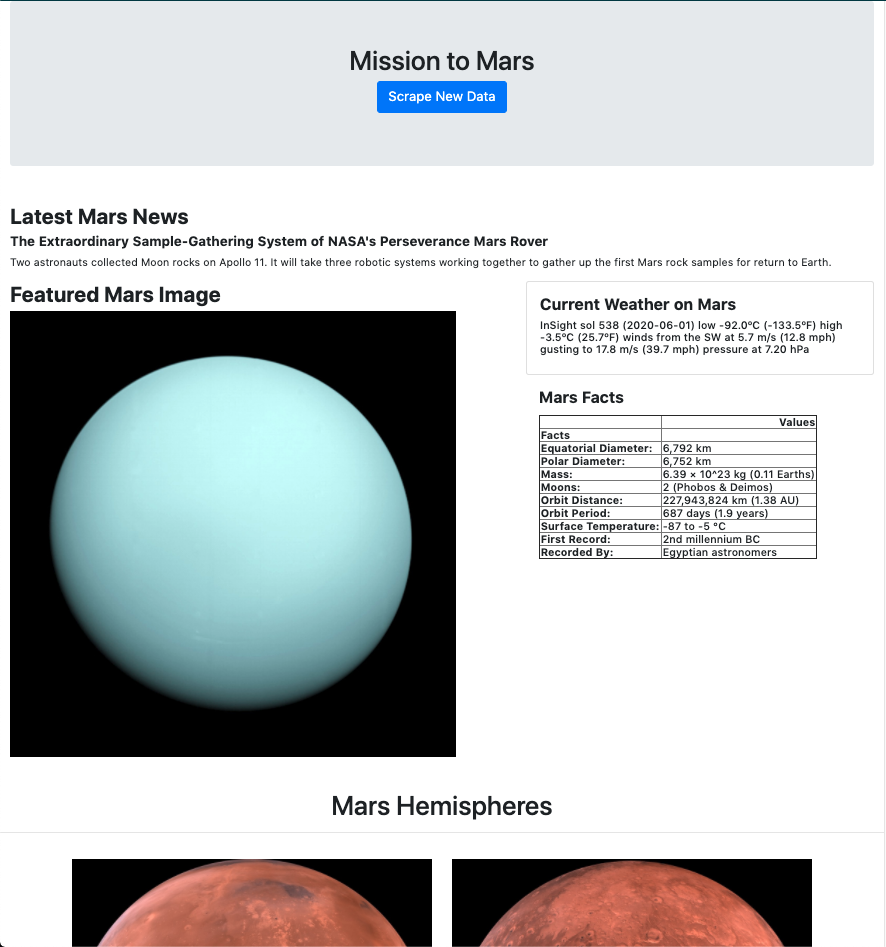 Mission to Mars
Scrape New Data
Latest Mars News
The Extraordinary Sample-Gathering System of NASA's Perseverance Mars Rover
Two astronauts collected Moon rocks on Apollo 11. It will take three robotic systems working together to gather up the first Mars rock samples for return to Earth.
Featured Mars Image
Current Weather on Mars
InSight sol 538 (2020-06-01) low -92.0ºC (-133.5ºF) high
-3.5ºC (25.7ºF) winds from the SW at 5.7 m/s (12.8 mph)
gusting to 17.8 m/s (39.7 mph) pressure at 7.20 hPa
Mars Facts
Values
Facts
Equatorial Diameter: 6,792 km
Polar Diameter: 6,752 km
Mass: 6.39 × 10^23 kg (0.11 Earths)
Moons: 2 (Phobos & Deimos)
Orbit Distance: 227,943,824 km (1.38 AU)
Orbit Period: 687 days (1.9 years)
Surface Temperature: -87 to -5 °C
First Record: 2nd millennium BC
Recorded By: Egyptian astronomers
Mars Hemispheres